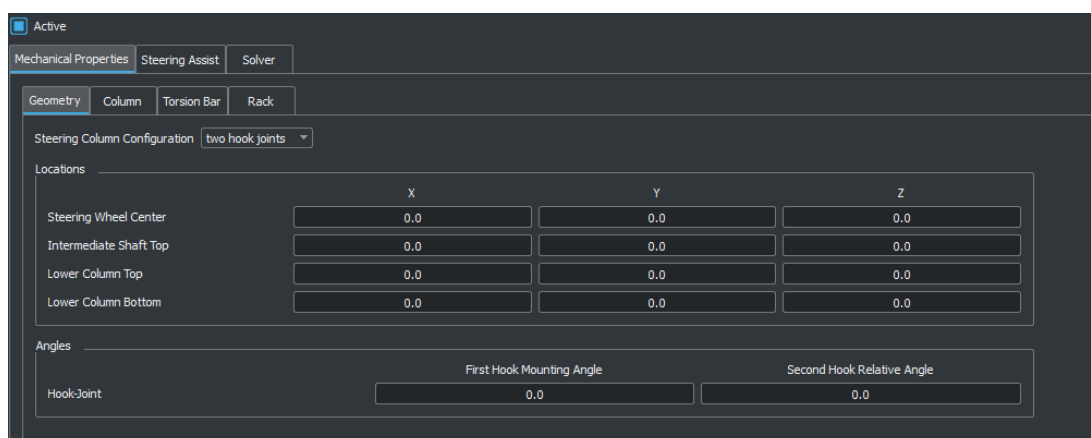 Active
Mechanical Properties Steering Assist Solver
Geometry Column Torsion Bar Rack
Steering Column Configuration two hook joints
Locations
X Y Z
Steering Wheel Center 0.0 0.0 0.0
Intermediate Shaft Top 0.0 0.0 0.0
Lower Column Top 0.0 0.0 0.0
Lower Column Bottom 0.0 0.0 0.0
Angles
First Hook Mounting Angle Second Hook Relative Angle
Hook-Joint 0.0 0.0